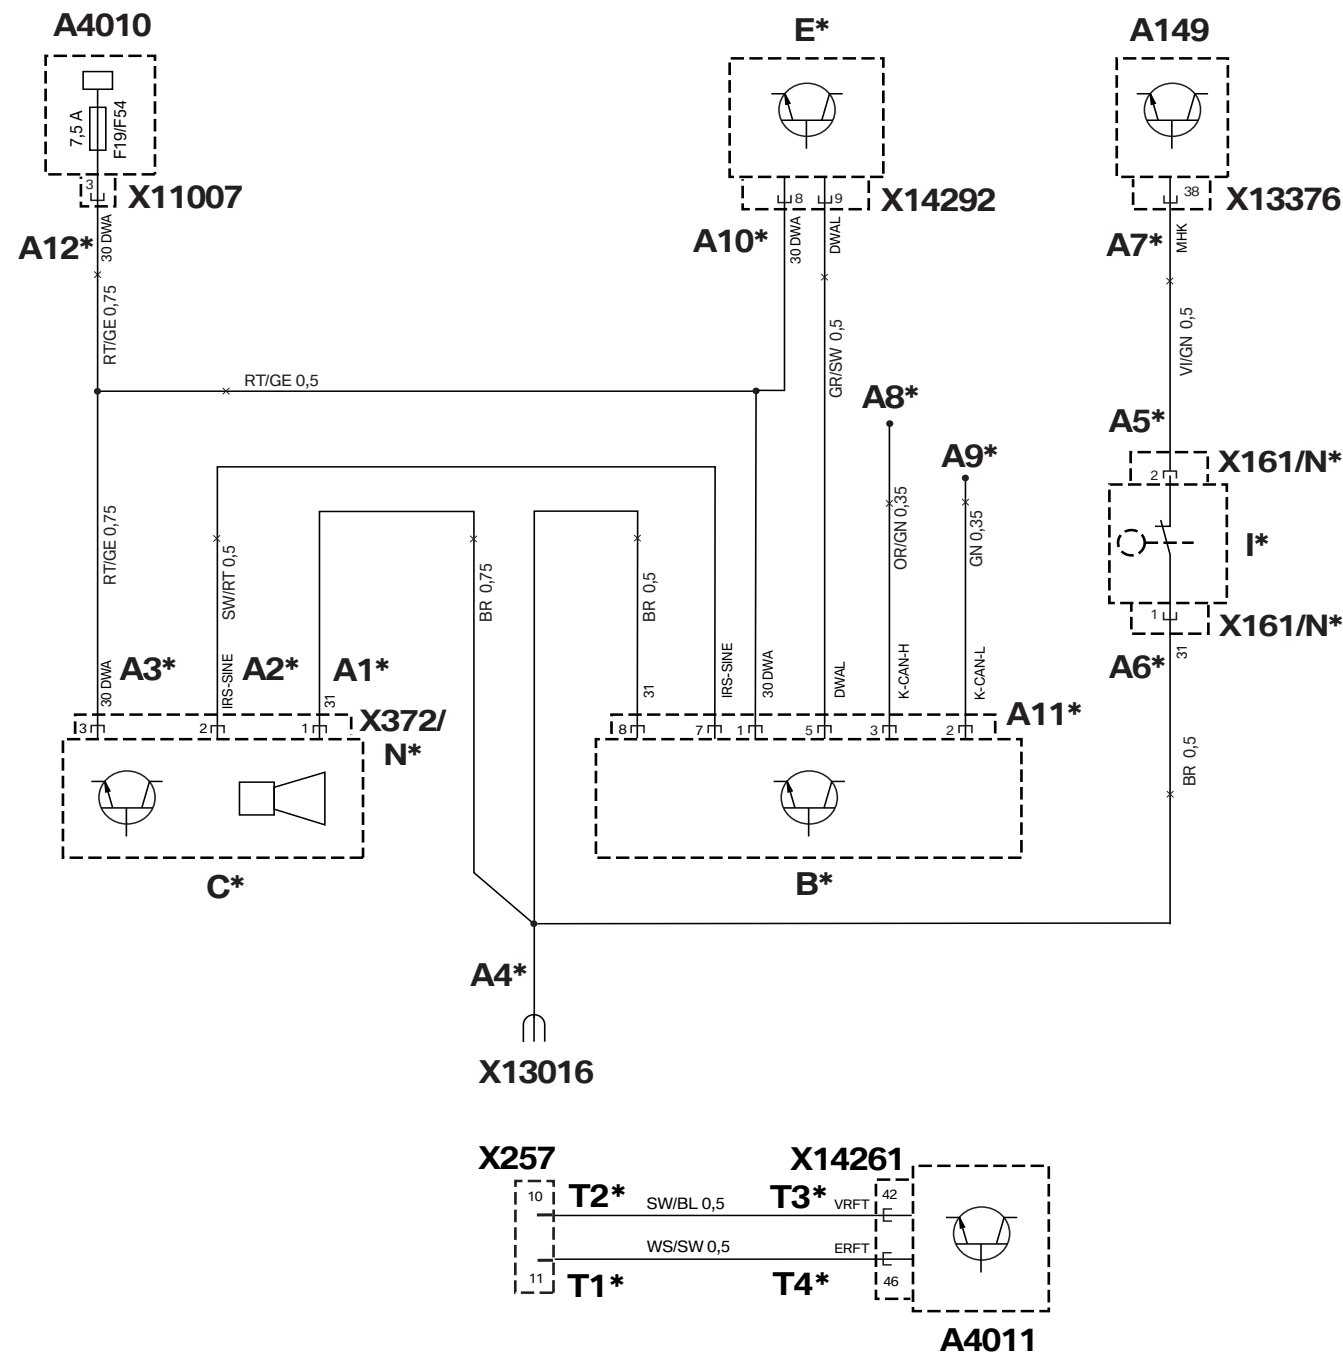 A4010
E*
A149
7,5 A
F19/F54
3
X11007
8
9
X14292
38
X13376
A12*
30 DWA
A10*
30 DWA
DWAL
A7*
MHK
RT/GE 0,75
RT/GE 0,5
GR/SW 0,5
VI/GN 0,5
A8*
A5*
A9*
X161/N*
2
RT/GE 0,75
SW/RT 0,5
BR 0,75
BR 0,5
OR/GN 0,35
GN 0,35
I*
1
X161/N*
A3*
A2*
A1*
A6*
31
30 DWA
IRS-SINE
31
31
IRS-SINE
30 DWA
DWAL
K-CAN-H
K-CAN-L
3
2
1
X372/
N*
8
7
1
5
3
2
A11*
BR 0,5
C*
B*
A4*
X13016
X257
X14261
10
T2*
SW/BL 0,5
T3*
VRFT
42
WS/SW 0,5
ERFT
11
T1*
T4*
46
A4011